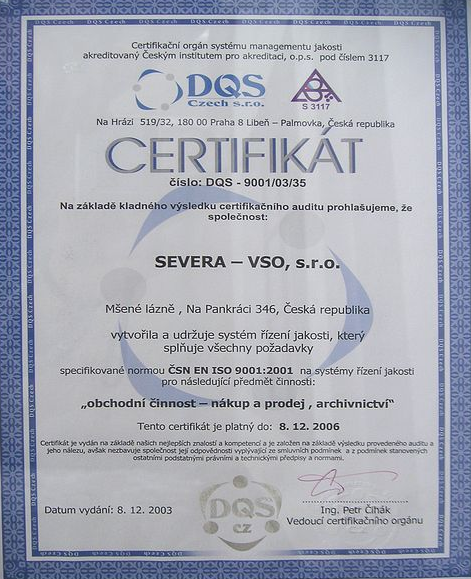 Certifikační orgán systému managementu jakosti
akreditovaný Českým institutem pro akreditaci, o.p.s. pod číslem 3117
DQS
Czech s.r.o.
S 3117
Na Hrázi 519/32, 180 00 Praha 8 Libeň – Palmovka, Česká republika
CERTIFIKÁT
číslo: DQS - 9001/03/35
Na základě kladného výsledku certifikačního auditu prohlašujeme, že
společnost:
SEVERA – VSO, s.r.o.
Mšené lázně , Na Pankráci 346, Česká republika
vytvořila a udržuje systém řízení jakosti, který
splňuje všechny požadavky
specifikované normou ČSN EN ISO 9001:2001 na systémy řízení jakosti
pro následující předmět činnosti:
„obchodní činnost – nákup a prodej , archivnictví“
Tento certifikát je platný do: 8. 12. 2006
Certifikát je vydán na základě našich nejlepších znalostí a kompetencí a je založen na základě výsledku provedeného auditu a
jeho nálezu, avšak nezbavuje společnost její odpovědnosti vyplývající ze smluvních podmínek a z podmínek stanovených
ostatními podstatnými právními a technickými předpisy a normami.
DQS
CZ
Datum vydání: 8. 12. 2003
Ing. Petr Čihák
Vedoucí certifikačního orgánu